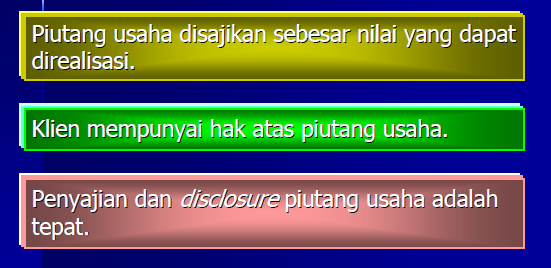 Piutang usaha disajikan sebesar nilai yang dapat
direalisasi.
Klien mempunyai hak atas piutang usaha.
Penyajian dan disclosure piutang usaha adalah
tepat.